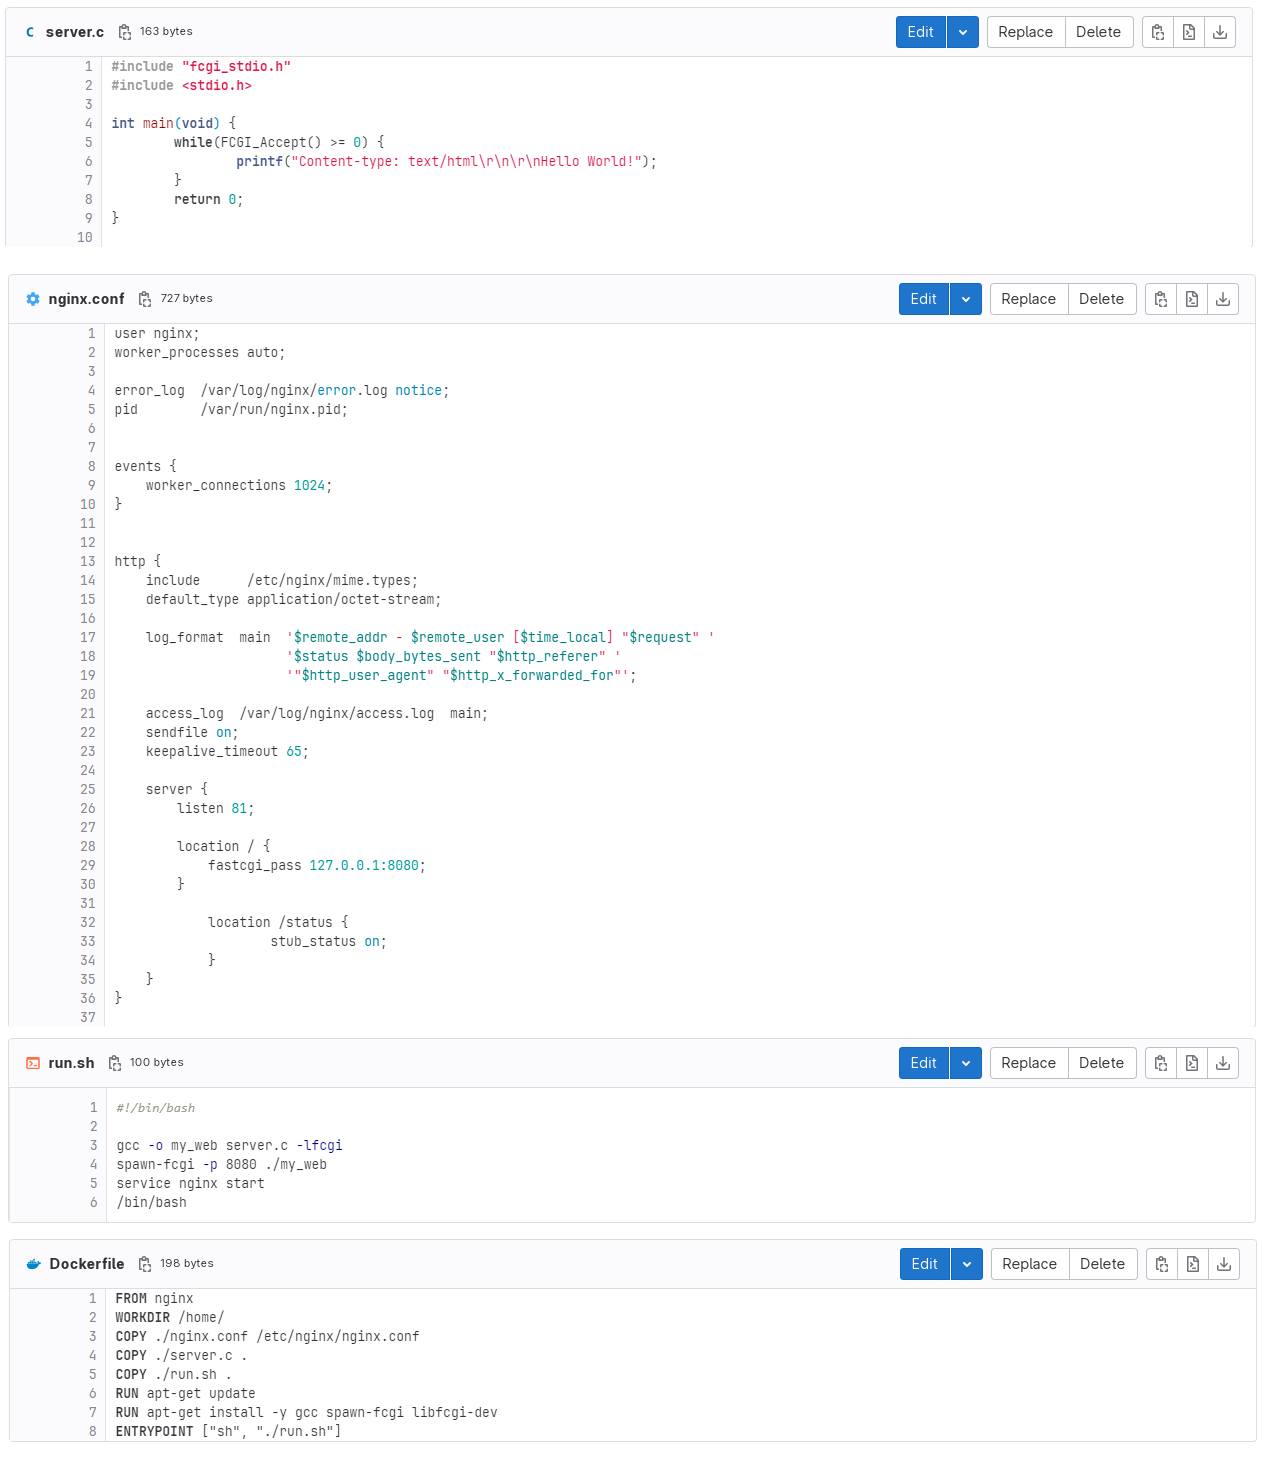 server.c 163 bytes Edit Replace Delete
1 #include "fcgi_stdio.h"
2 #include <stdio.h>
3
4 int main(void) {
5         while(FCGI_Accept() >= 0) {
6                 printf("Content-type: text/html\r\n\r\nHello World!");
7         }
8         return 0;
9 }
10
nginx.conf 727 bytes Edit Replace Delete
1 user nginx;
2 worker_processes auto;
3
4 error_log  /var/log/nginx/error.log notice;
5 pid        /var/run/nginx.pid;
6
7
8 events {
9     worker_connections 1024;
10 }
11
12
13 http {
14     include      /etc/nginx/mime.types;
15     default_type application/octet-stream;
16
17     log_format  main  '$remote_addr - $remote_user [$time_local] "$request" '
18                       '$status $body_bytes_sent "$http_referer" '
19                       '"$http_user_agent" "$http_x_forwarded_for"';
20
21     access_log  /var/log/nginx/access.log  main;
22     sendfile on;
23     keepalive_timeout 65;
24
25     server {
26         listen 81;
27
28         location / {
29             fastcgi_pass 127.0.0.1:8080;
30         }
31
32             location /status {
33                     stub_status on;
34             }
35     }
36 }
37
run.sh 100 bytes Edit Replace Delete
1 #!/bin/bash
2
3 gcc -o my_web server.c -lfcgi
4 spawn-fcgi -p 8080 ./my_web
5 service nginx start
6 /bin/bash
Dockerfile 198 bytes Edit Replace Delete
1 FROM nginx
2 WORKDIR /home/
3 COPY ./nginx.conf /etc/nginx/nginx.conf
4 COPY ./server.c .
5 COPY ./run.sh .
6 RUN apt-get update
7 RUN apt-get install -y gcc spawn-fcgi libfcgi-dev
8 ENTRYPOINT ["sh", "./run.sh"]